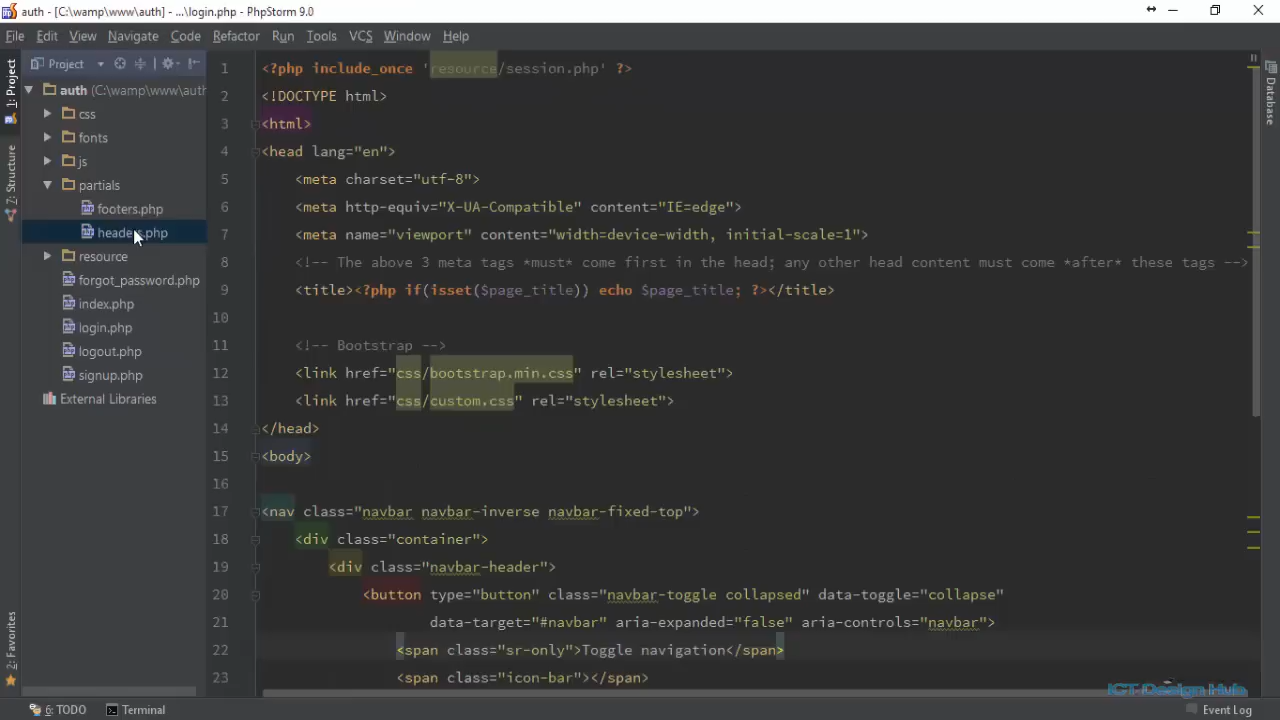 auth - [C:\wamp\www\auth] - ...\login.php - PhpStorm 9.0
File Edit View Navigate Code Refactor Run Tools VCS Window Help
Project
auth (C:\wamp\www\auth
css
fonts
js
partials
footers.php
headers.php
resource
forgot_password.php
index.php
login.php
logout.php
signup.php
External Libraries
1: Project
7: Structure
2: Favorites
1 <?php include_once 'resource/session.php' ?>
2 <!DOCTYPE html>
3 <html>
4 <head lang="en">
5 <meta charset="utf-8">
6 <meta http-equiv="X-UA-Compatible" content="IE=edge">
7 <meta name="viewport" content="width=device-width, initial-scale=1">
8 <!-- The above 3 meta tags *must* come first in the head; any other head content must come *after* these tags -->
9 <title><?php if(isset($page_title)) echo $page_title; ?></title>
10
11 <!-- Bootstrap -->
12 <link href="css/bootstrap.min.css" rel="stylesheet">
13 <link href="css/custom.css" rel="stylesheet">
14 </head>
15 <body>
16
17 <nav class="navbar navbar-inverse navbar-fixed-top">
18 <div class="container">
19 <div class="navbar-header">
20 <button type="button" class="navbar-toggle collapsed" data-toggle="collapse"
21 data-target="#navbar" aria-expanded="false" aria-controls="navbar">
22 <span class="sr-only">Toggle navigation</span>
23 <span class="icon-bar"></span>
Database
ICT Design Hub
6: TODO Terminal Event Log